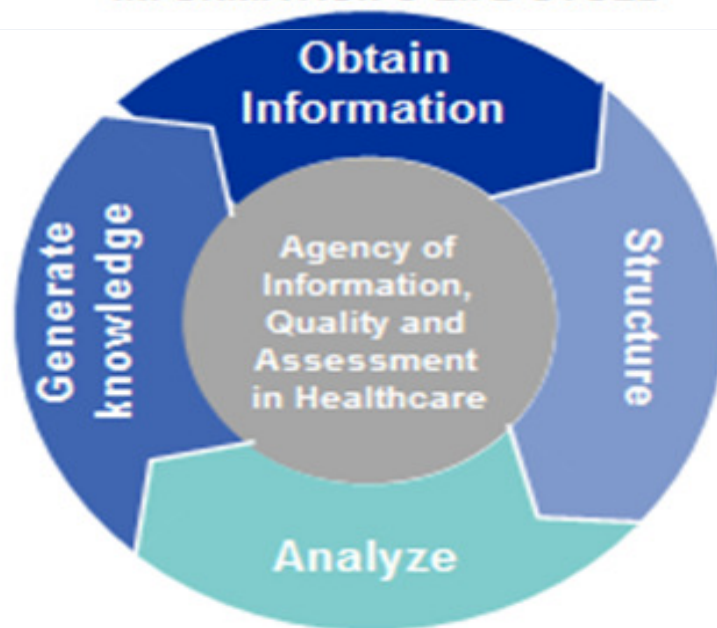 Obtain
Information
Structure
Analyze
Generate
knowledge
Agency of
Information,
Quality and
Assessment
in Healthcare